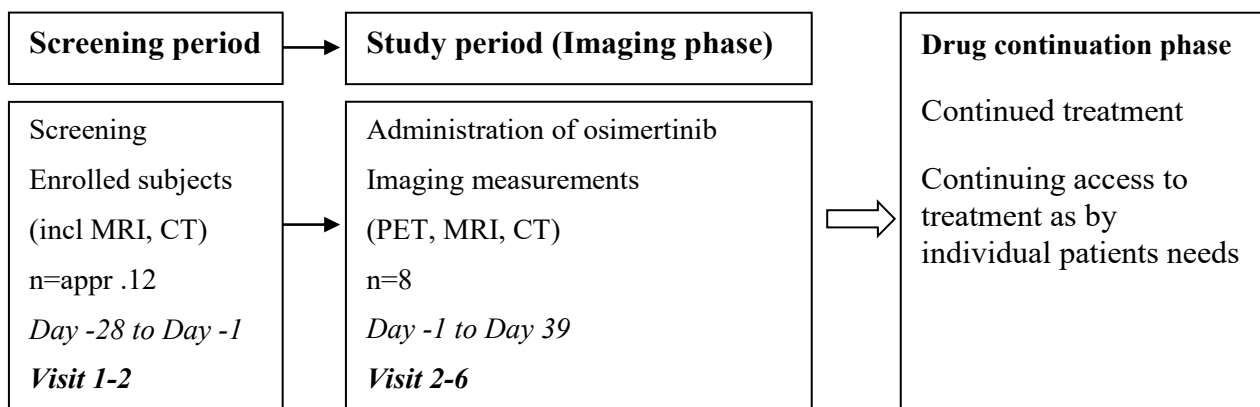 Screening period
Study period (Imaging phase)
Screening
Enrolled subjects
(incl MRI, CT)
n=appr .12
Day -28 to Day -1
Visit 1-2
Administration of osimertinib
Imaging measurements
(PET, MRI, CT)
n=8
Day -1 to Day 39
Visit 2-6
Drug continuation phase
Continued treatment
Continuing access to
treatment as by
individual patients needs